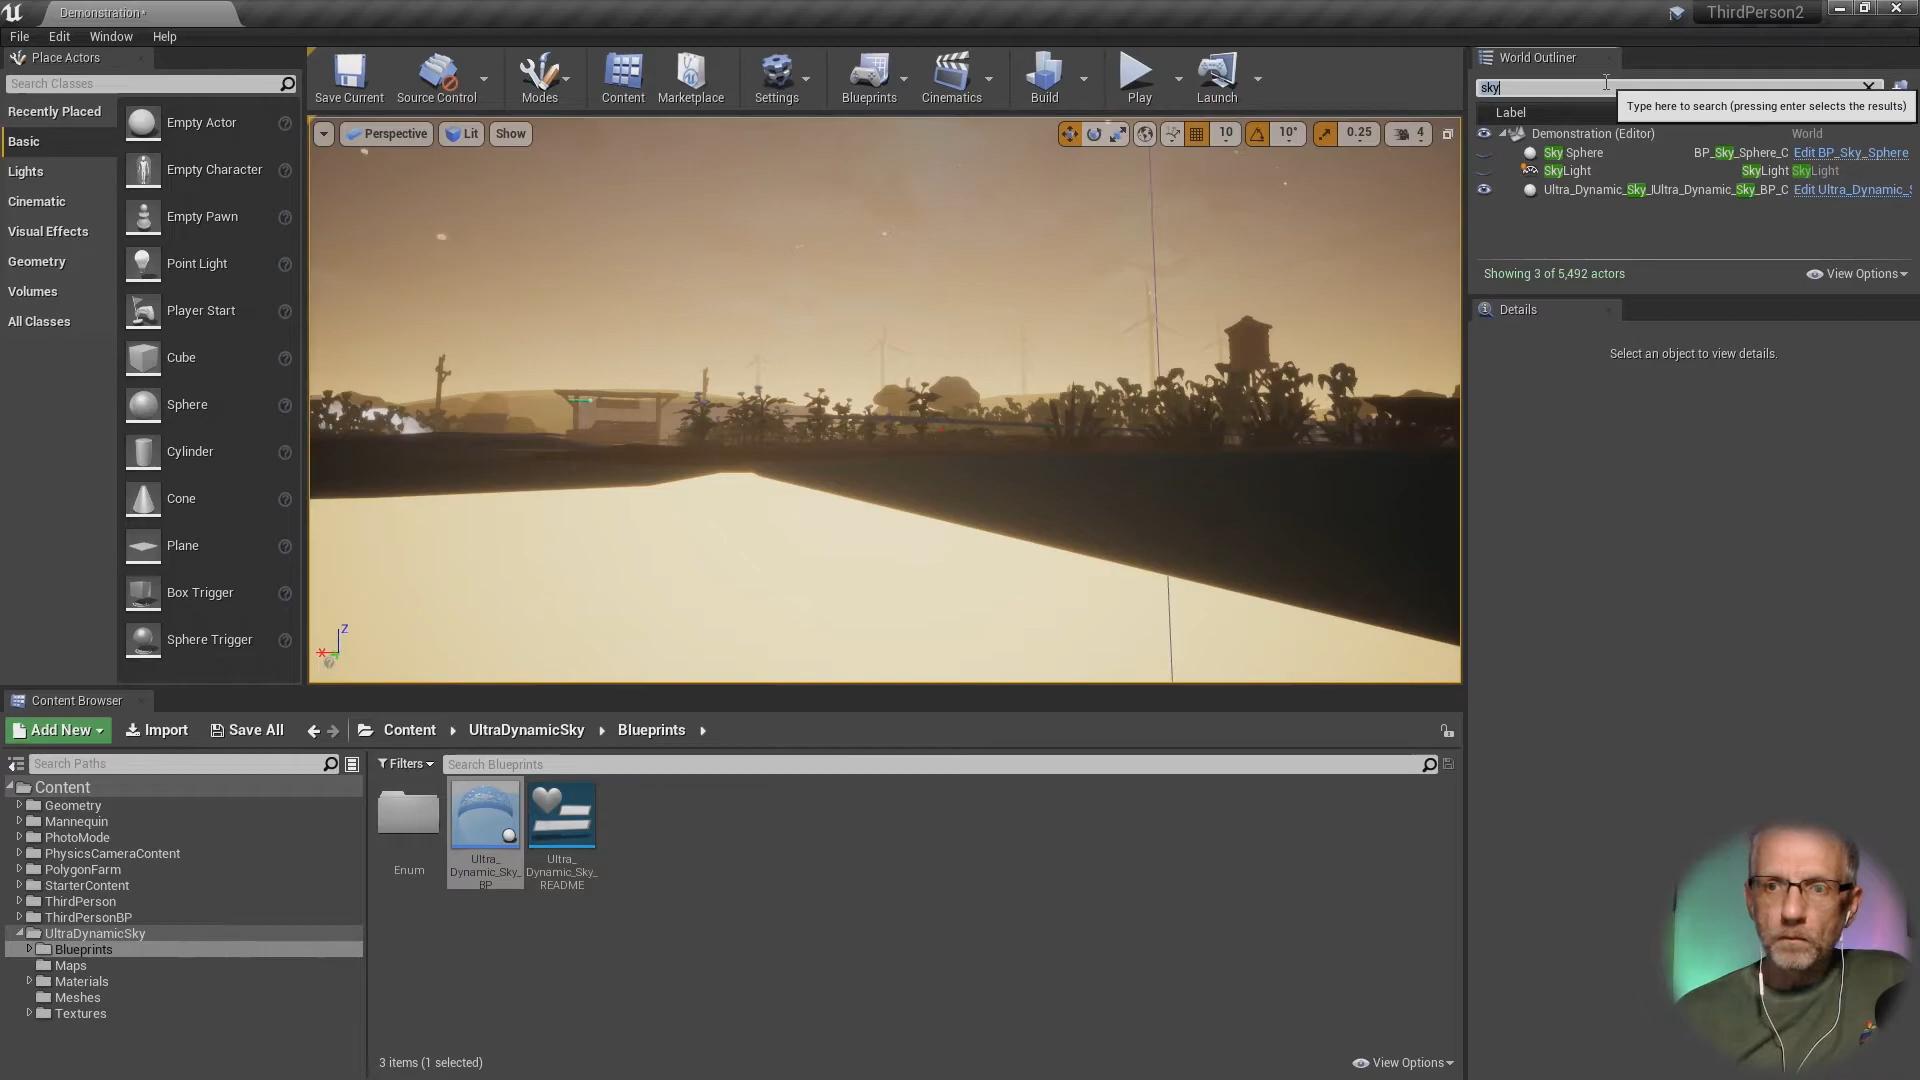 Demonstration*
ThirdPerson2
File Edit Window Help
Place Actors
Search Classes
Recently Placed
Basic
Lights
Cinematic
Visual Effects
Geometry
Volumes
All Classes
Empty Actor
Empty Character
Empty Pawn
Point Light
Player Start
Cube
Sphere
Cylinder
Cone
Plane
Box Trigger
Sphere Trigger
Save Current Source Control Modes Content Marketplace Settings Blueprints Cinematics Build Play Launch
Perspective Lit Show
10 10° 0.25 4
Z
X
World Outliner
sky
Type here to search (pressing enter selects the results)
Label
Demonstration (Editor) World
Sky Sphere BP_Sky_Sphere_C Edit BP_Sky_Sphere
SkyLight SkyLight SkyLight
Ultra_Dynamic_Sky_ Ultra_Dynamic_Sky_BP_C Edit Ultra_Dynamic_
Showing 3 of 5,492 actors View Options
Details
Select an object to view details.
Content Browser
Add New Import Save All Content UltraDynamicSky Blueprints
Search Paths
Filters Search Blueprints
Content
Geometry
Mannequin
PhotoMode
PhysicsCameraContent
PolygonFarm
StarterContent
ThirdPerson
ThirdPersonBP
UltraDynamicSky
Blueprints
Maps
Materials
Meshes
Textures
Enum
Ultra_
Dynamic_Sky_
BP
Ultra_
Dynamic_Sky_
README
3 items (1 selected) View Options